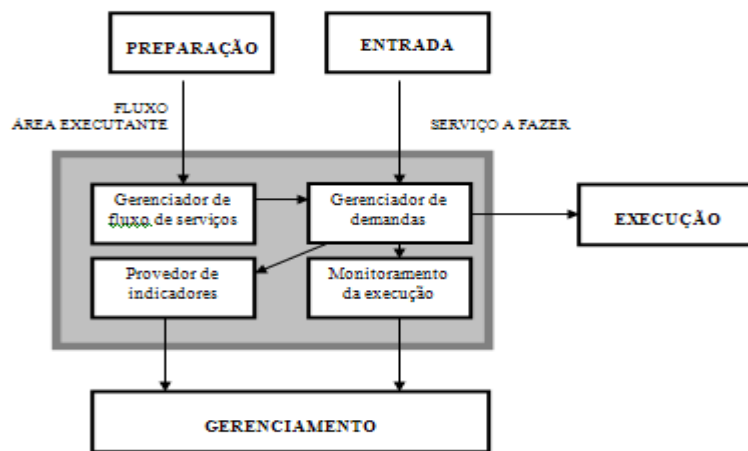 PREPARAÇÃO
ENTRADA
FLUXO
ÁREA EXECUTANTE
SERVIÇO A FAZER
Gerenciador de
fluxo de serviços
Gerenciador de
demandas
EXECUÇÃO
Provedor de
indicadores
Monitoramento
da execução
GERENCIAMENTO